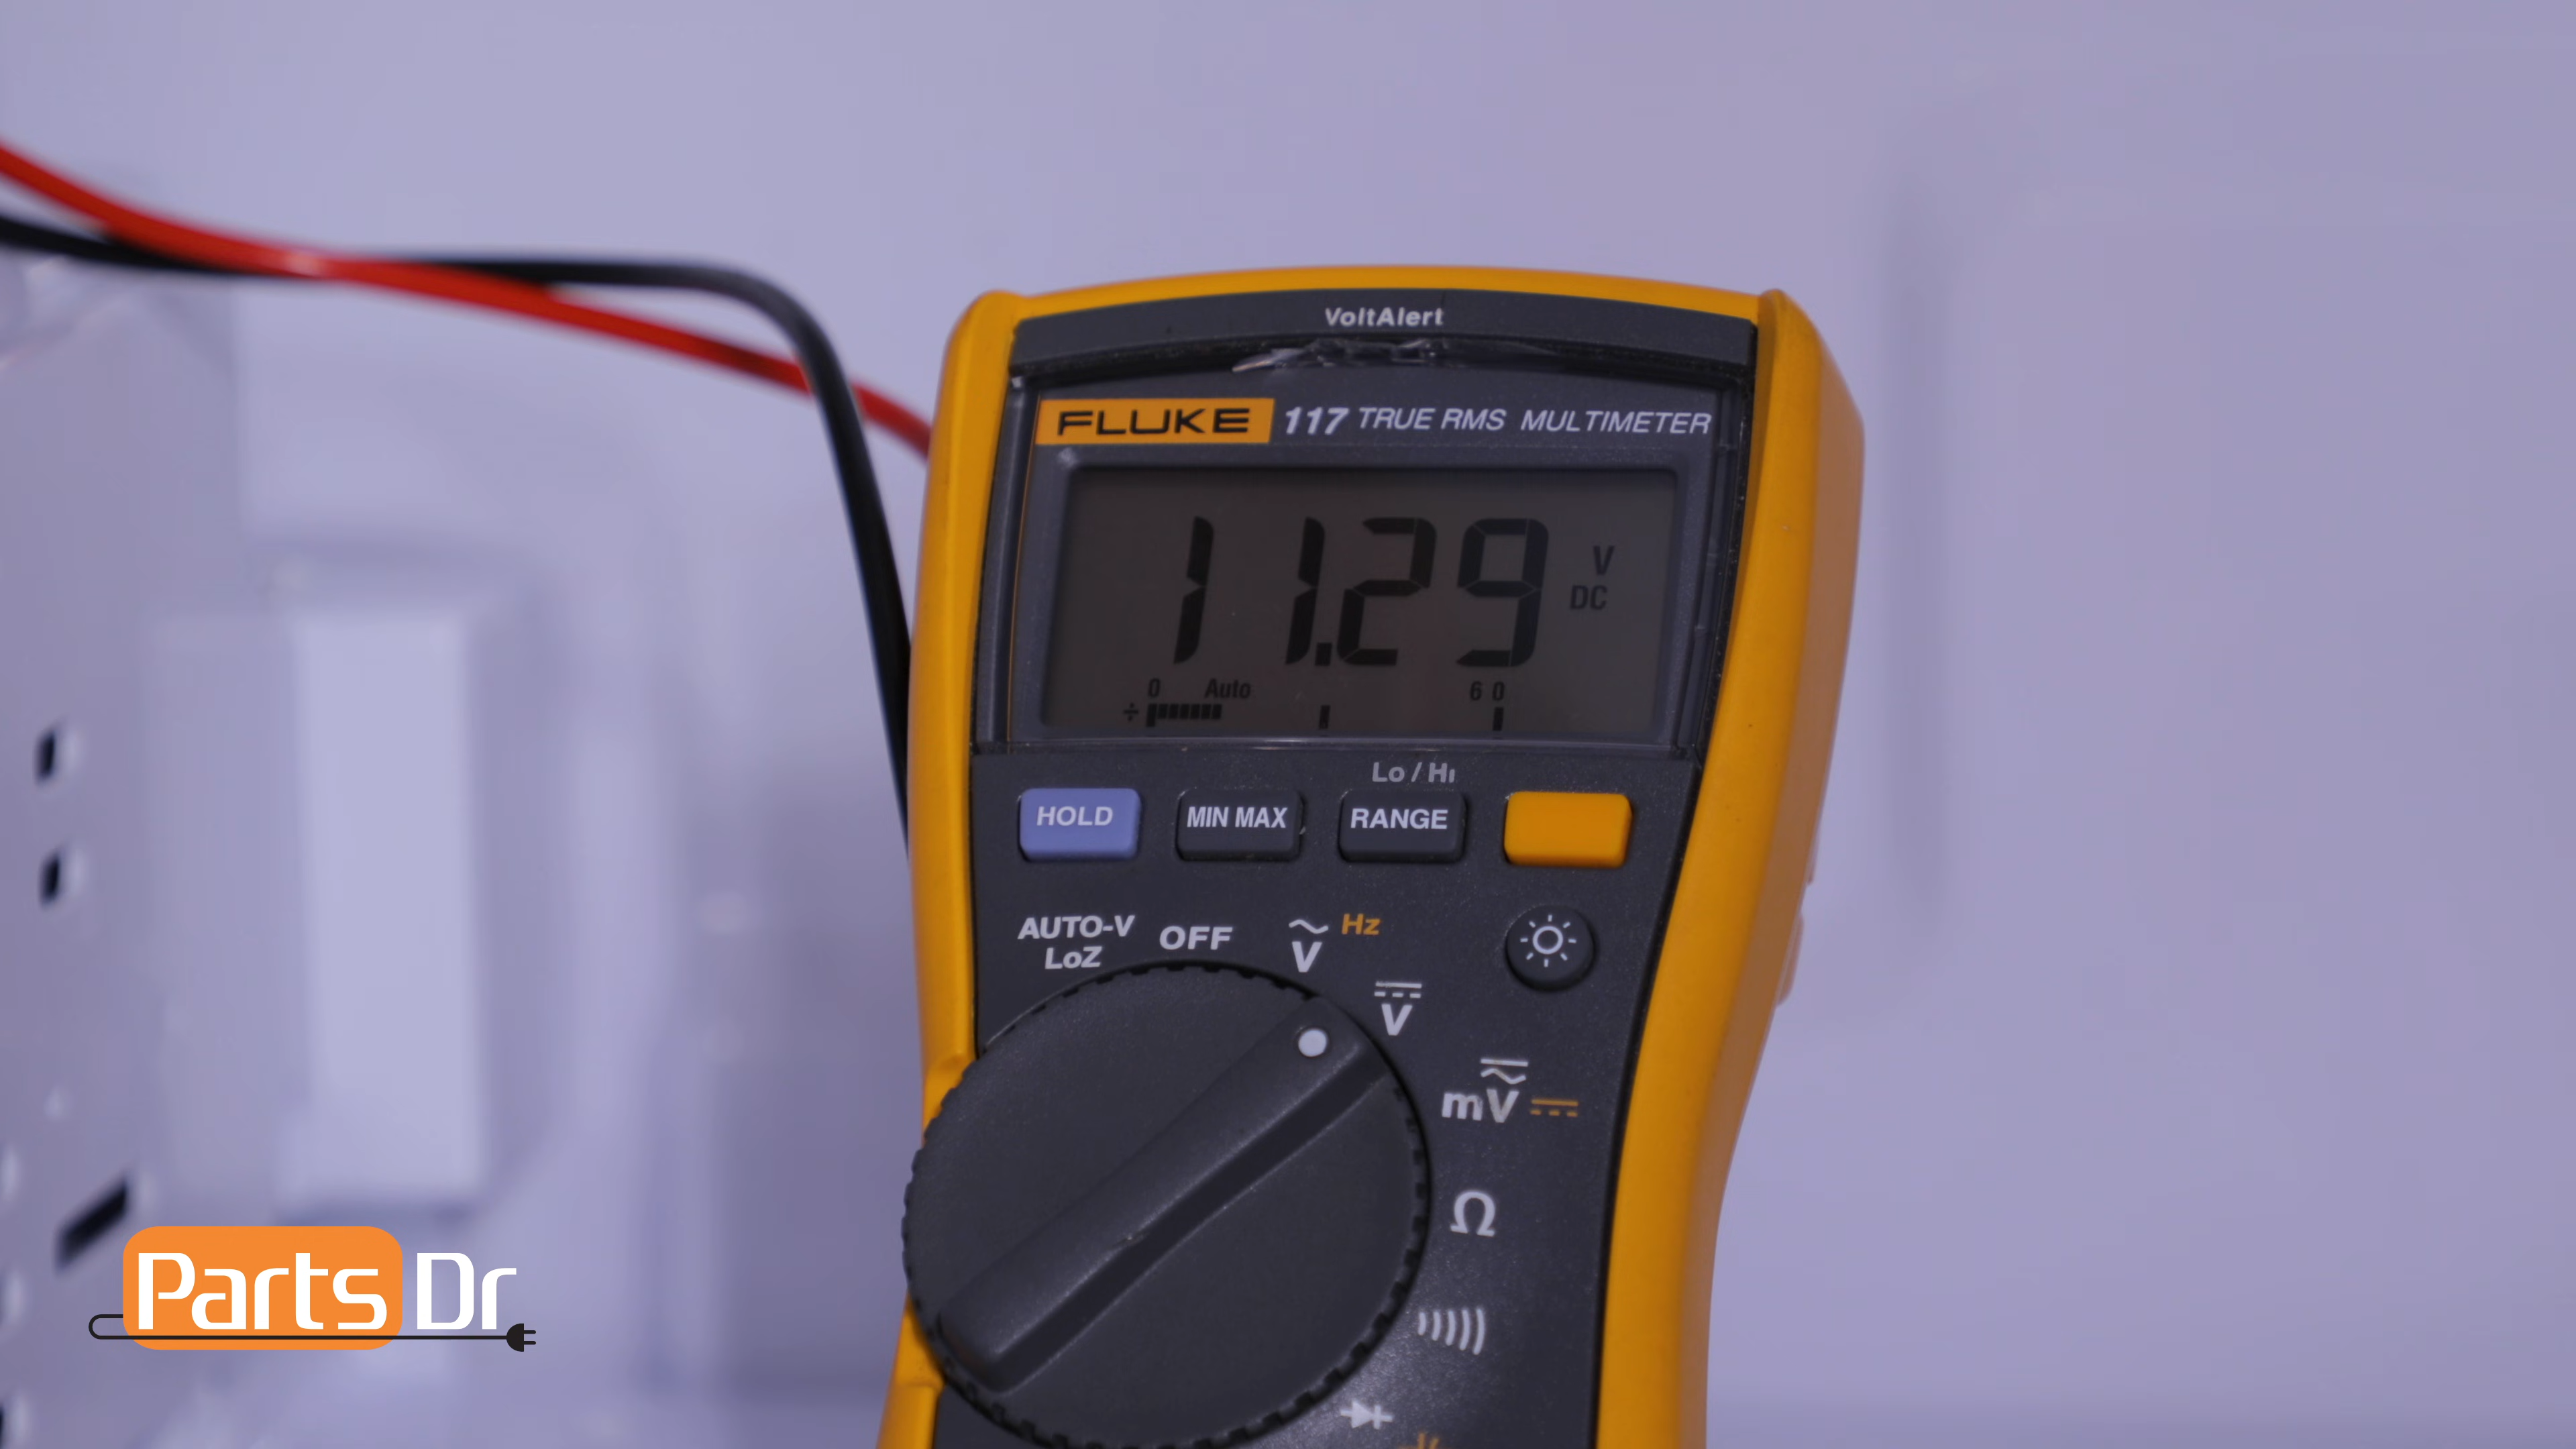 VoltAlert
FLUKE 117 TRUE RMS MULTIMETER
11.29 V DC
0 Auto 60
Lo / Hi
HOLD MIN MAX RANGE
AUTO-V LoZ OFF V Hz
V
mV
Ω
Parts Dr